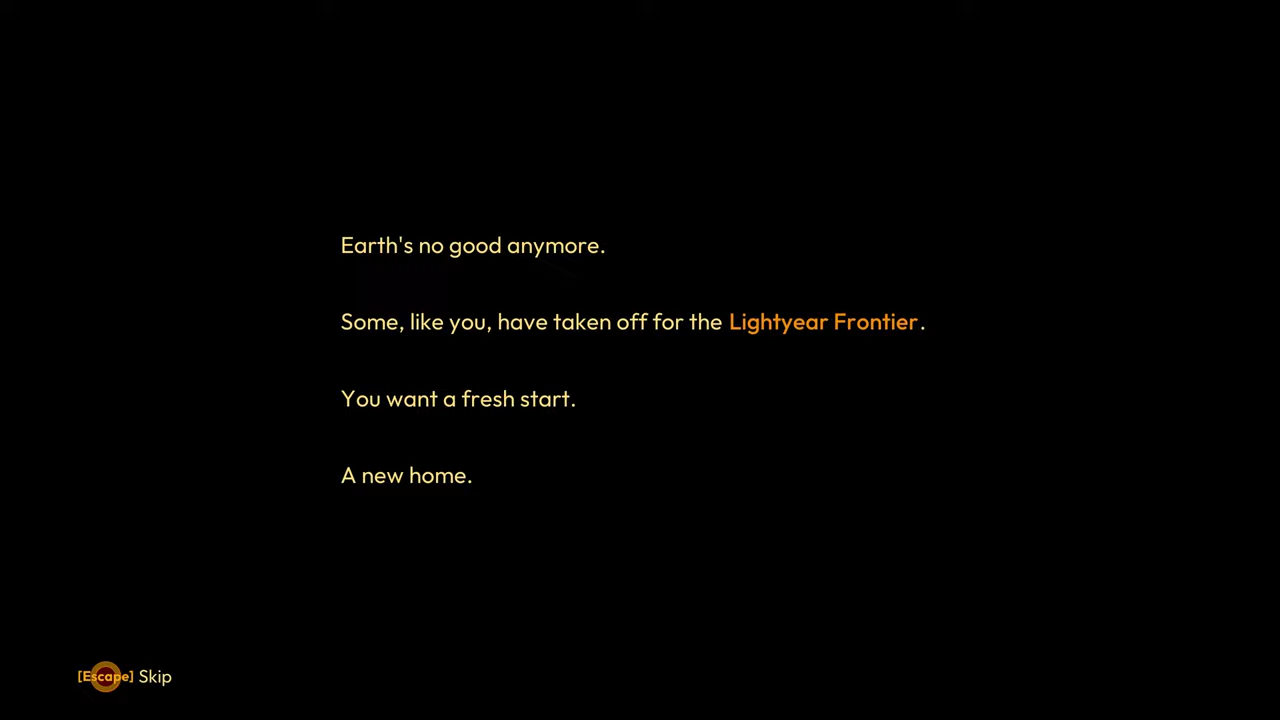 Earth's no good anymore.
Some, like you, have taken off for the Lightyear Frontier.
You want a fresh start.
A new home.
[Escape] Skip